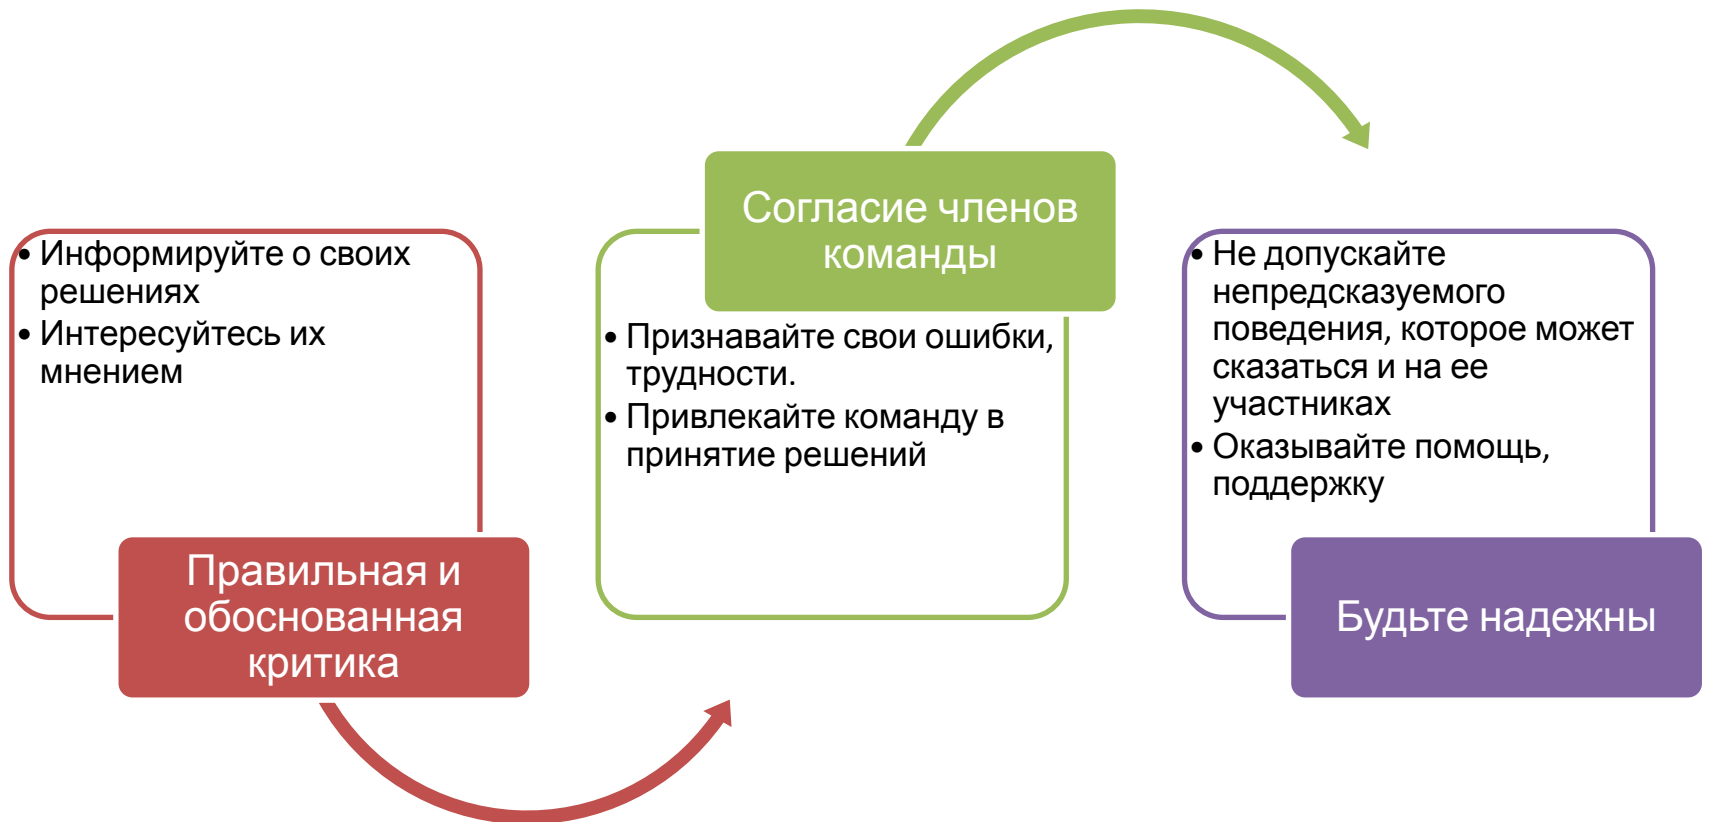 • Информируйте о своих
решениях
• Интересуйтесь их
мнением
Правильная и
обоснованная
критика
Согласие членов
команды
• Признавайте свои ошибки,
трудности.
• Привлекайте команду в
принятие решений
• Не допускайте
непредсказуемого
поведения, которое может
сказаться и на ее
участниках
• Оказывайте помощь,
поддержку
Будьте надежны